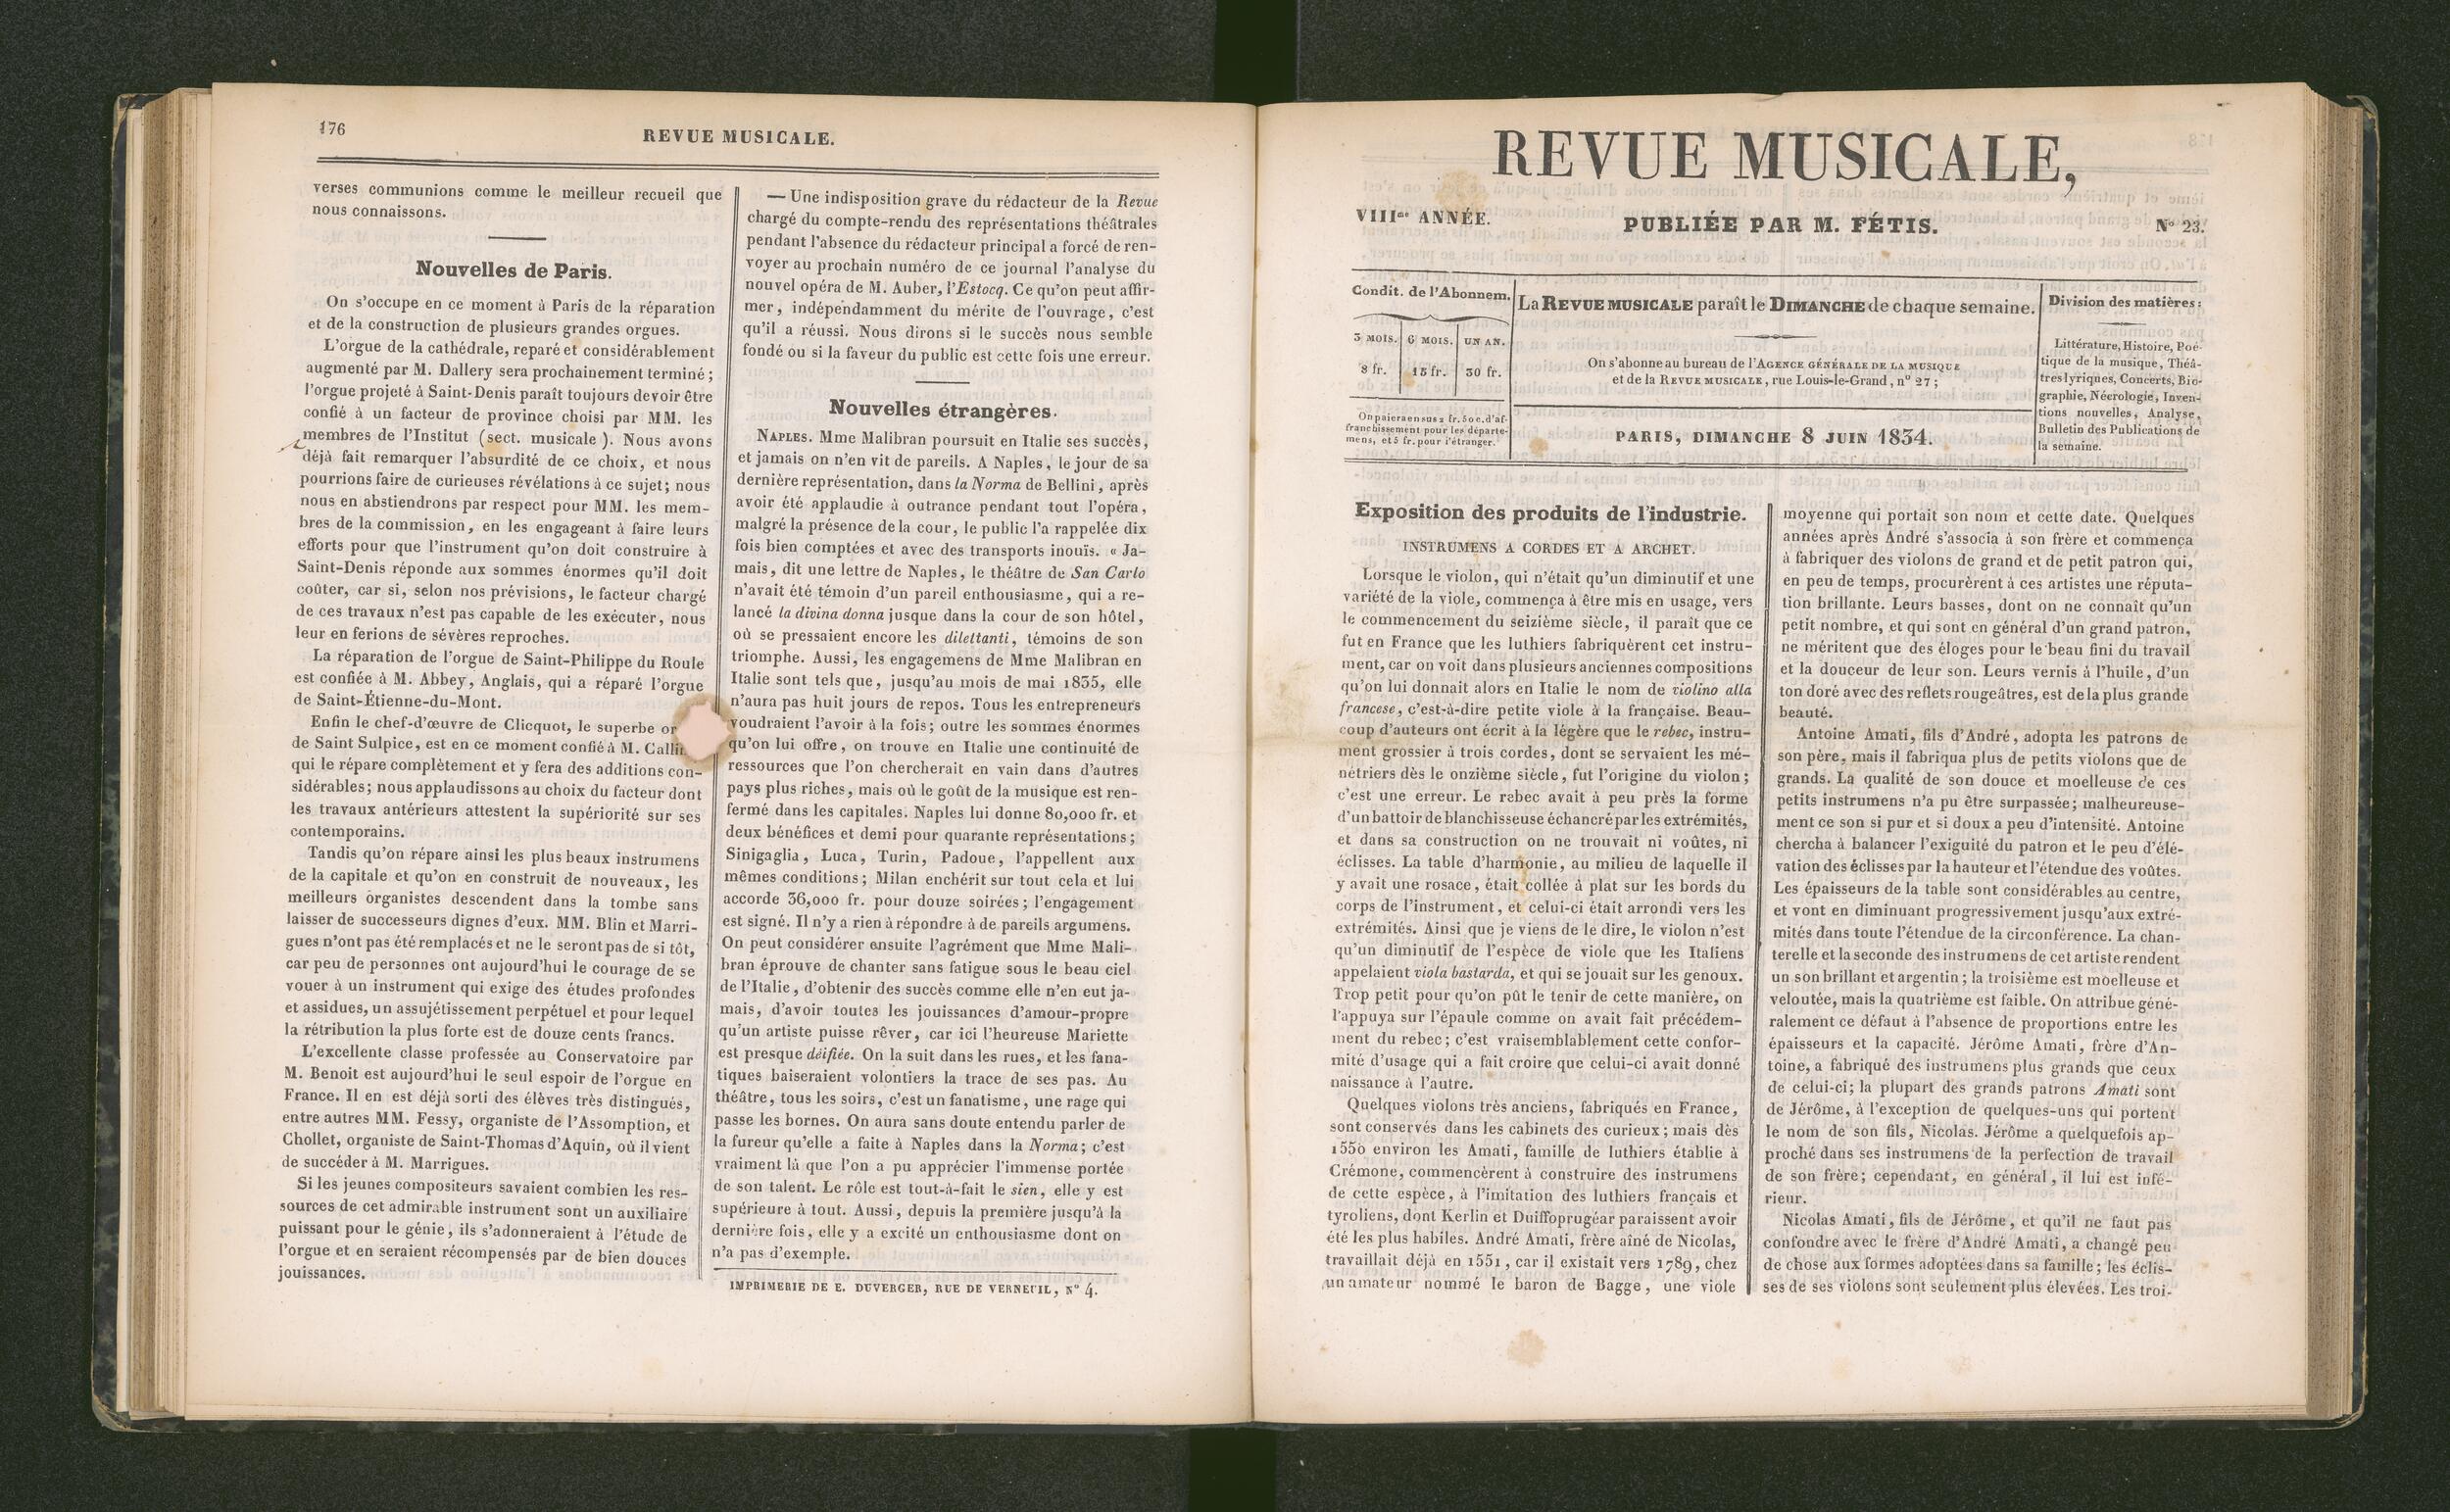 176
REVUE MUSICALE.
verses communions comme le meilleur recueil que
nous connaissons.
Nouvelles de Paris.
On s'occupe en ce moment à Paris de la réparation
et de la construction de plusieurs grandes orgues.
L'orgue de la cathédrale, reparé et considérablement
augmenté par M. Dallery sera prochainement terminé ;
l'orgue projeté à Saint-Denis paraît toujours devoir être
confié à un facteur de province choisi par MM. les
membres de l'Institut (sect. musicale ). Nous avons
déjà fait remarquer l'absurdité de ce choix, et nous
pourrions faire de curieuses révélations à ce sujet ; nous
nous en abstiendrons par respect pour MM. les mem-
bres de la commission, en les engageant à faire leurs
efforts pour que l'instrument qu'on doit construire à
Saint-Denis réponde aux sommes énormes qu'il doit
coûter, car si, selon nos prévisions, le facteur chargé
de ces travaux n'est pas capable de les exécuter, nous
leur en ferions de sévères reproches.
La réparation de l'orgue de Saint-Philippe du Roule
est confiée à M. Abbey, Anglais, qui a réparé l'orgue
de Saint-Étienne-du-Mont.
Enfin le chef-d'œuvre de Clicquot, le superbe or
de Saint Sulpice, est en ce moment confié à M. Calli
qui le répare complètement et y fera des additions con-
sidérables ; nous applaudissons au choix du facteur dont
les travaux antérieurs attestent la supériorité sur ses
contemporains.
Tandis qu'on répare ainsi les plus beaux instrumens
de la capitale et qu'on en construit de nouveaux, les
meilleurs organistes descendent dans la tombe sans
laisser de successeurs dignes d'eux. MM. Blin et Marri-
gues n'ont pas été remplacés et ne le seront pas de si tôt,
car peu de personnes ont aujourd'hui le courage de se
vouer à un instrument qui exige des études profondes
et assidues, un assujétissement perpétuel et pour lequel
la rétribution la plus forte est de douze cents francs.
L'excellente classe professée au Conservatoire par
M. Benoit est aujourd'hui le seul espoir de l'orgue en
France. Il en est déjà sorti des élèves très distingués,
entre autres MM. Fessy, organiste de l'Assomption, et
Chollet, organiste de Saint-Thomas d'Aquin, où il vient
de succéder à M. Marrigues.
Si les jeunes compositeurs savaient combien les res-
sources de cet admirable instrument sont un auxiliaire
puissant pour le génie, ils s'adonneraient à l'étude de
l'orgue et en seraient récompensés par de bien douces
jouissances.
— Une indisposition grave du rédacteur de la Revue
chargé du compte-rendu des représentations théâtrales
pendant l'absence du rédacteur principal a forcé de ren-
voyer au prochain numéro de ce journal l'analyse du
nouvel opéra de M. Auber, l'Estocq. Ce qu'on peut affir-
mer, indépendamment du mérite de l'ouvrage, c'est
qu'il a réussi. Nous dirons si le succès nous semble
fondé ou si la faveur du public est cette fois une erreur.
Nouvelles étrangères.
NAPLES. Mme Malibran poursuit en Italie ses succès,
et jamais on n'en vit de pareils. A Naples, le jour de sa
dernière représentation, dans la Norma de Bellini, après
avoir été applaudie à outrance pendant tout l'opéra,
malgré la présence de la cour, le public l'a rappelée dix
fois bien comptées et avec des transports inouïs. « Ja-
mais, dit une lettre de Naples, le théâtre de San Carlo
n'avait été témoin d'un pareil enthousiasme, qui a re-
lancé la divina donna jusque dans la cour de son hôtel,
où se pressaient encore les dilettanti, témoins de son
triomphe. Aussi, les engagemens de Mme Malibran en
Italie sont tels que, jusqu'au mois de mai 1835, elle
n'aura pas huit jours de repos. Tous les entrepreneurs
voudraient l'avoir à la fois ; outre les sommes énormes
qu'on lui offre, on trouve en Italie une continuité de
ressources que l'on chercherait en vain dans d'autres
pays plus riches, mais où le goût de la musique est ren-
fermé dans les capitales. Naples lui donne 80,000 fr. et
deux bénéfices et demi pour quarante représentations ;
Sinigaglia, Luca, Turin, Padoue, l'appellent aux
mêmes conditions ; Milan enchérit sur tout cela et lui
accorde 36,000 fr. pour douze soirées ; l'engagement
est signé. Il n'y a rien à répondre à de pareils argumens.
On peut considérer ensuite l'agrément que Mme Mali-
bran éprouve de chanter sans fatigue sous le beau ciel
de l'Italie, d'obtenir des succès comme elle n'en eut ja-
mais, d'avoir toutes les jouissances d'amour-propre
qu'un artiste puisse rêver, car ici l'heureuse Mariette
est presque déifiée. On la suit dans les rues, et les fana-
tiques baiseraient volontiers la trace de ses pas. Au
théâtre, tous les soirs, c'est un fanatisme, une rage qui
passe les bornes. On aura sans doute entendu parler de
la fureur qu'elle a faite à Naples dans la Norma ; c'est
vraiment là que l'on a pu apprécier l'immense portée
de son talent. Le rôle est tout-à-fait le sien, elle y est
supérieure à tout. Aussi, depuis la première jusqu'à la
dernière fois, elle y a excité un enthousiasme dont on
n'a pas d'exemple.
IMPRIMERIE DE E. DUVERGER, RUE DE VERNEUIL, N° 4.
REVUE MUSICALE,
VIIIme ANNÉE.
PUBLIÉE PAR M. FÉTIS.
N° 23.
Condit. de l'Abonnem.
3 MOIS. 6 MOIS. UN AN.
8 fr. 15 fr. 30 fr.
On paiera en sus 2 fr. 50 c. d'af-
franchissement pour les départe-
mens, et 5 fr. pour l'étranger.
La REVUE MUSICALE paraît le DIMANCHE de chaque semaine.
On s'abonne au bureau de l'AGENCE GÉNÉRALE DE LA MUSIQUE
et de la REVUE MUSICALE, rue Louis-le-Grand, n° 27 ;
PARIS, DIMANCHE 8 JUIN 1834.
Division des matières :
Littérature, Histoire, Poé-
tique de la musique, Théâ-
tres lyriques, Concerts, Bio-
graphie, Nécrologie, Inven-
tions nouvelles, Analyse,
Bulletin des Publications de
la semaine.
Exposition des produits de l'industrie.
INSTRUMENS A CORDES ET A ARCHET.
Lorsque le violon, qui n'était qu'un diminutif et une
variété de la viole, commença à être mis en usage, vers
le commencement du seizième siècle, il paraît que ce
fut en France que les luthiers fabriquèrent cet instru-
ment, car on voit dans plusieurs anciennes compositions
qu'on lui donnait alors en Italie le nom de violino alla
francese, c'est-à-dire petite viole à la française. Beau-
coup d'auteurs ont écrit à la légère que le rebec, instru-
ment grossier à trois cordes, dont se servaient les mé-
nétriers dès le onzième siècle, fut l'origine du violon ;
c'est une erreur. Le rebec avait à peu près la forme
d'un battoir de blanchisseuse échancré par les extrémités,
et dans sa construction on ne trouvait ni voûtes, ni
éclisses. La table d'harmonie, au milieu de laquelle il
y avait une rosace, était collée à plat sur les bords du
corps de l'instrument, et celui-ci était arrondi vers les
extrémités. Ainsi que je viens de le dire, le violon n'est
qu'un diminutif de l'espèce de viole que les Italiens
appelaient viola bastarda, et qui se jouait sur les genoux.
Trop petit pour qu'on pût le tenir de cette manière, on
l'appuya sur l'épaule comme on avait fait précédem-
ment du rebec ; c'est vraisemblablement cette confor-
mité d'usage qui a fait croire que celui-ci avait donné
naissance à l'autre.
Quelques violons très anciens, fabriqués en France,
sont conservés dans les cabinets des curieux ; mais dès
1550 environ les Amati, famille de luthiers établie à
Crémone, commencèrent à construire des instrumens
de cette espèce, à l'imitation des luthiers français et
tyroliens, dont Kerlin et Duiffoprugéar paraissent avoir
été les plus habiles. André Amati, frère aîné de Nicolas,
travaillait déjà en 1551, car il existait vers 1789, chez
un amateur nommé le baron de Bagge, une viole
moyenne qui portait son nom et cette date. Quelques
années après André s'associa à son frère et commença
à fabriquer des violons de grand et de petit patron qui,
en peu de temps, procurèrent à ces artistes une réputa-
tion brillante. Leurs basses, dont on ne connaît qu'un
petit nombre, et qui sont en général d'un grand patron,
ne méritent que des éloges pour le beau fini du travail
et la douceur de leur son. Leurs vernis à l'huile, d'un
ton doré avec des reflets rougeâtres, est de la plus grande
beauté.
Antoine Amati, fils d'André, adopta les patrons de
son père, mais il fabriqua plus de petits violons que de
grands. La qualité de son douce et moelleuse de ces
petits instrumens n'a pu être surpassée ; malheureuse-
ment ce son si pur et si doux a peu d'intensité. Antoine
chercha à balancer l'exiguité du patron et le peu d'élé-
vation des éclisses par la hauteur et l'étendue des voûtes.
Les épaisseurs de la table sont considérables au centre,
et vont en diminuant progressivement jusqu'aux extré-
mités dans toute l'étendue de la circonférence. La chan-
terelle et la seconde des instrumens de cet artiste rendent
un son brillant et argentin ; la troisième est moelleuse et
veloutée, mais la quatrième est faible. On attribue géné-
ralement ce défaut à l'absence de proportions entre les
épaisseurs et la capacité. Jérôme Amati, frère d'An-
toine, a fabriqué des instrumens plus grands que ceux
de celui-ci ; la plupart des grands patrons Amati sont
de Jérôme, à l'exception de quelques-uns qui portent
le nom de son fils, Nicolas. Jérôme a quelquefois ap-
proché dans ses instrumens de la perfection de travail
de son frère ; cependant, en général, il lui est infé-
rieur.
Nicolas Amati, fils de Jérôme, et qu'il ne faut pas
confondre avec le frère d'André Amati, a changé peu
de chose aux formes adoptées dans sa famille ; les éclis-
ses de ses violons sont seulement plus élevées. Les troi-